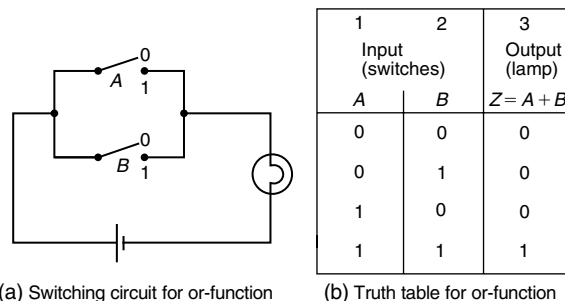 0
A
1
0
B
1
(a) Switching circuit for or-function
1 2 3
Input Output
(switches) (lamp)
A B Z = A + B
0 0 0
0 1 0
1 0 0
1 1 1
(b) Truth table for or-function